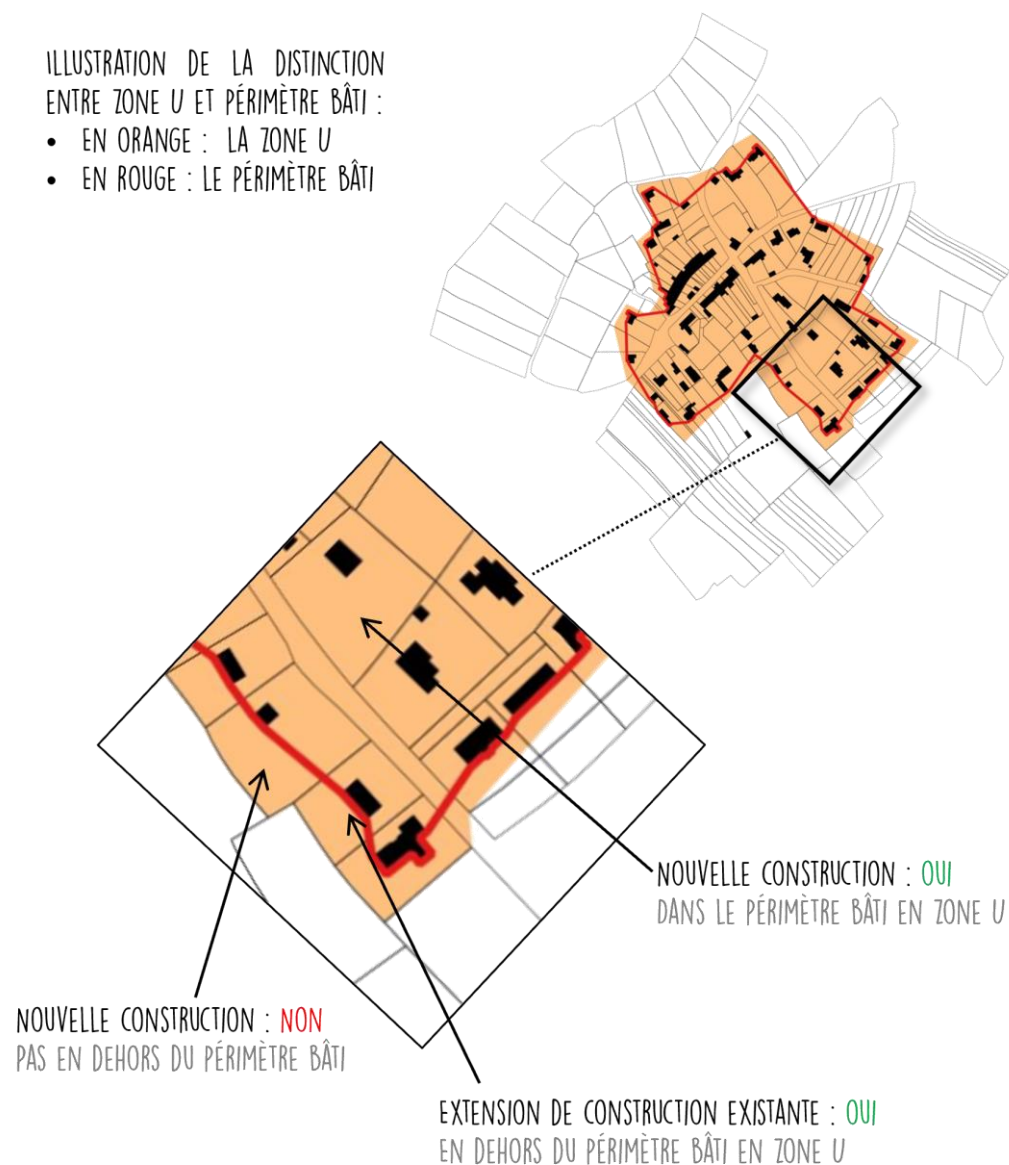 ILLUSTRATION DE LA DISTINCTION
ENTRE ZONE U ET PÉRIMÈTRE BÂTI :
• EN ORANGE : LA ZONE U
• EN ROUGE : LE PÉRIMÈTRE BÂTI
NOUVELLE CONSTRUCTION : OUI
DANS LE PÉRIMÈTRE BÂTI EN ZONE U
NOUVELLE CONSTRUCTION : NON
PAS EN DEHORS DU PÉRIMÈTRE BÂTI
EXTENSION DE CONSTRUCTION EXISTANTE : OUI
EN DEHORS DU PÉRIMÈTRE BÂTI EN ZONE U